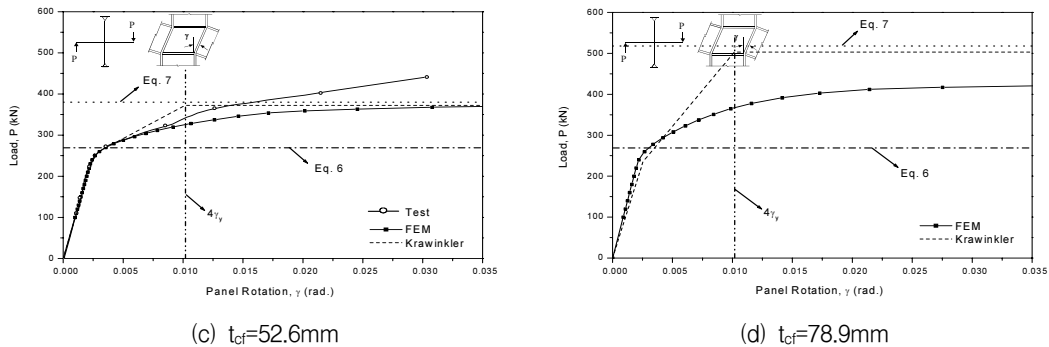 600
500
400
300
200
100
0
Load, P (kN)
P
P
γ
Eq. 7
Eq. 6
4γy
Test
FEM
Krawinkler
0.000 0.005 0.010 0.015 0.020 0.025 0.030 0.035
Panel Rotation, γ (rad.)
(c) tcf=52.6mm
600
500
400
300
200
100
0
Load, P (kN)
P
P
γ
Eq. 7
Eq. 6
4γy
FEM
Krawinkler
0.000 0.005 0.010 0.015 0.020 0.025 0.030 0.035
Panel Rotation, γ (rad.)
(d) tcf=78.9mm